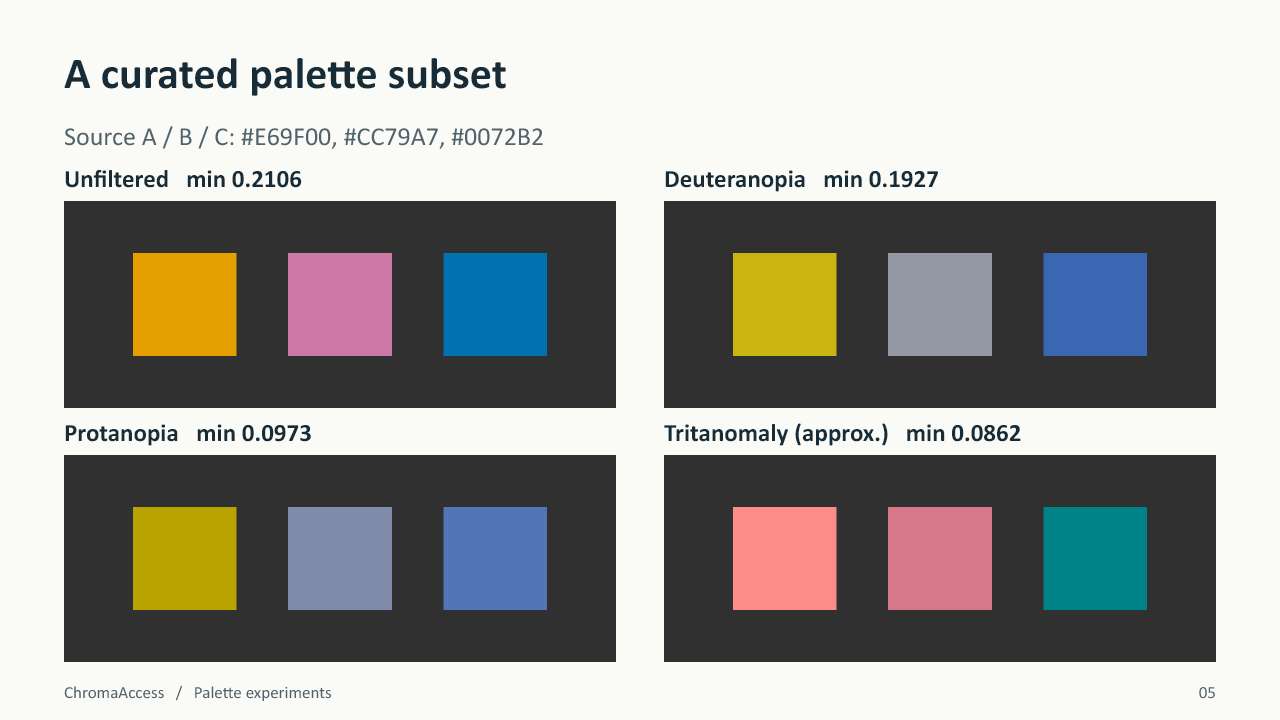 A curated palette subset
Source A / B / C: #E69F00, #CC79A7, #0072B2
Unfiltered min 0.2106
Deuteranopia min 0.1927
Protanopia min 0.0973
Tritanomaly (approx.) min 0.0862
ChromaAccess / Palette experiments
05